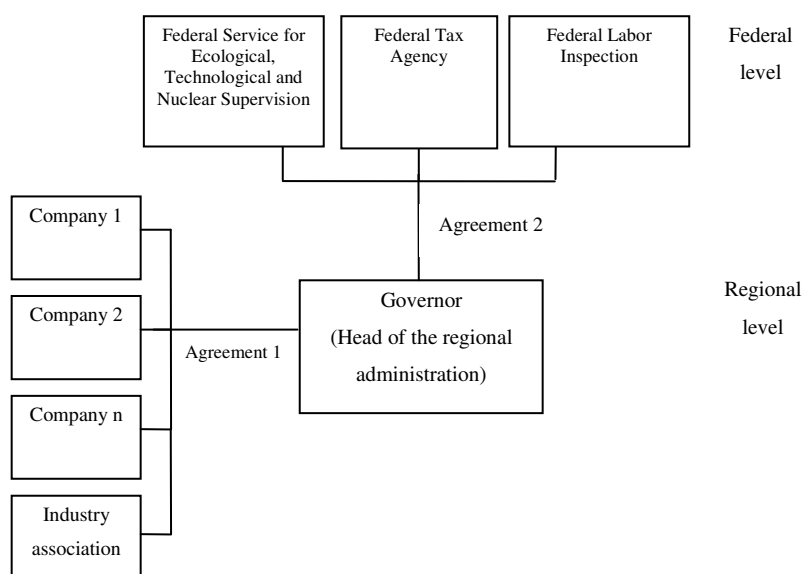 Federal Service for
Ecological,
Technological and
Nuclear Supervision
Federal Tax
Agency
Federal Labor
Inspection
Federal
level
Company 1
Agreement 2
Governor
(Head of the regional
administration)
Regional
level
Company 2
Agreement 1
Company n
Industry
association